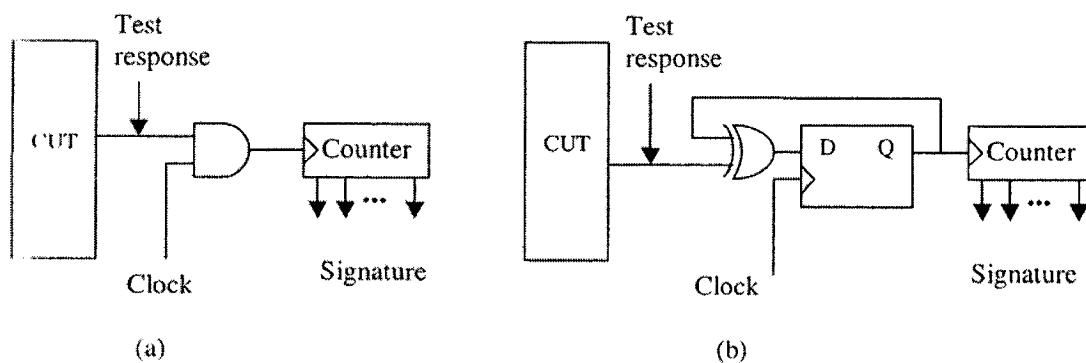 Test
response
CUT
Counter
•••
Signature
Clock
(a)
Test
response
CUT
D Q
Counter
•••
Signature
Clock
(b)